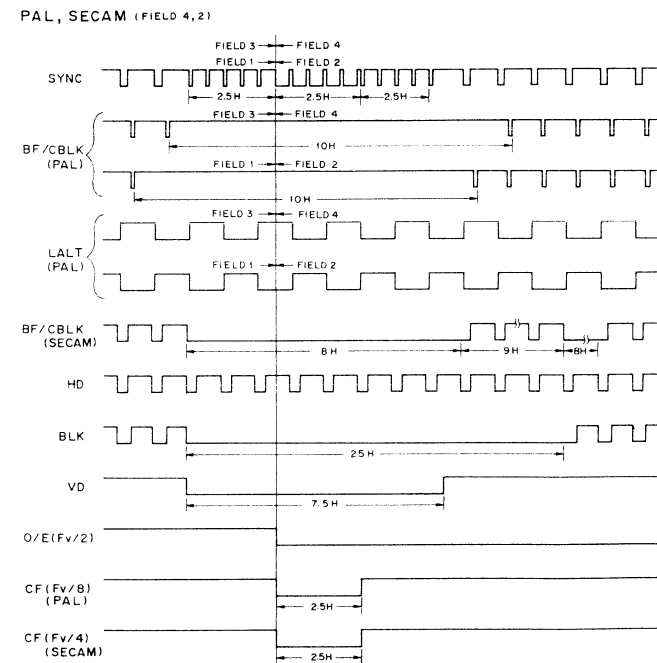 PAL, SECAM (FIELD 4, 2)
FIELD 3 FIELD 4
FIELD 1 FIELD 2
SYNC
2.5H 2.5H 2.5H
FIELD 3 FIELD 4
BF/CBLK
(PAL)
10H
FIELD 1 FIELD 2
10H
FIELD 3 FIELD 4
LALT
(PAL)
FIELD 1 FIELD 2
BF/CBLK
(SECAM)
8H 9H 8H
HD
BLK
25H
VD
7.5H
O/E(Fv/2)
CF(Fv/8)
(PAL)
2.5H
CF(Fv/4)
(SECAM)
2.5H